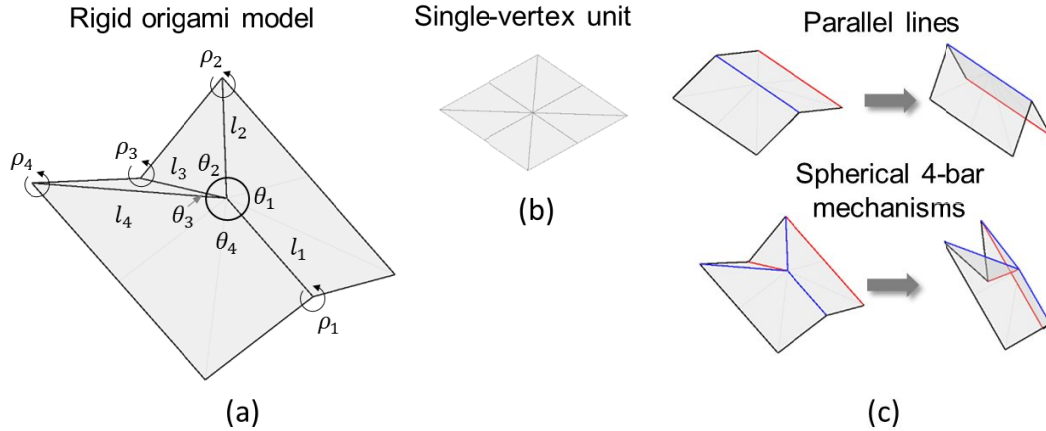 Rigid origami model
Single-vertex unit
Parallel lines
ρ₂
l₂
ρ₃
l₃
θ₂
ρ₄
θ₁
l₄
θ₃
θ₄
l₁
ρ₁
Spherical 4-bar
mechanisms
(a)
(b)
(c)